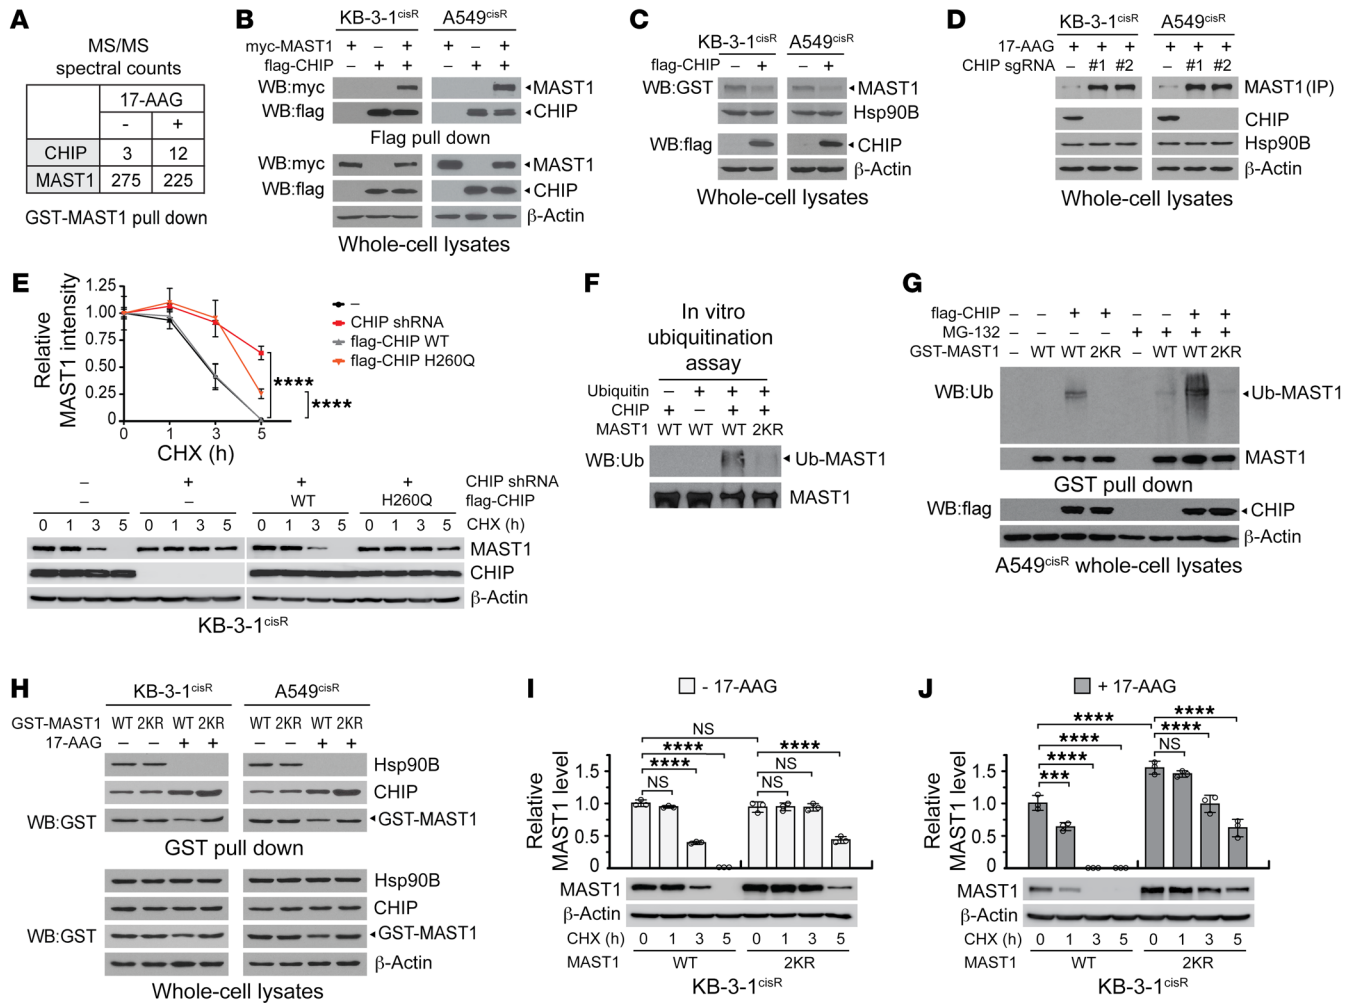 A
MS/MS
spectral counts
17-AAG
- +
CHIP 3 12
MAST1 275 225
GST-MAST1 pull down
B
KB-3-1cisR A549cisR
myc-MAST1 + – + + – +
flag-CHIP – + + – + +
WB:myc MAST1
WB:flag CHIP
Flag pull down
WB:myc MAST1
WB:flag CHIP
β-Actin
Whole-cell lysates
C
KB-3-1cisR A549cisR
flag-CHIP – + – +
WB:GST MAST1
Hsp90B
WB:flag CHIP
β-Actin
Whole-cell lysates
D
KB-3-1cisR A549cisR
17-AAG + + + + + +
CHIP sgRNA – #1 #2 – #1 #2
MAST1 (IP)
CHIP
Hsp90B
β-Actin
Whole-cell lysates
E
Relative
MAST1 intensity
1.25
1.00
0.75
0.50
0.25
0
0 1 3 5
CHX (h)
–
CHIP shRNA
flag-CHIP WT
flag-CHIP H260Q
****
****
– + + + CHIP shRNA
– – WT H260Q flag-CHIP
0 1 3 5 0 1 3 5 0 1 3 5 0 1 3 5 CHX (h)
MAST1
CHIP
β-Actin
KB-3-1cisR
F
In vitro
ubiquitination
assay
Ubiquitin – + + +
CHIP + – + +
MAST1 WT WT WT 2KR
WB:Ub Ub-MAST1
MAST1
G
flag-CHIP – – + + – – + +
MG-132 – – – – + + + +
GST-MAST1 – WT WT 2KR – WT WT 2KR
WB:Ub Ub-MAST1
MAST1
GST pull down
WB:flag CHIP
β-Actin
A549cisR whole-cell lysates
H
KB-3-1cisR A549cisR
GST-MAST1 WT 2KR WT 2KR WT 2KR WT 2KR
17-AAG – – + + – – + +
Hsp90B
CHIP
WB:GST GST-MAST1
GST pull down
Hsp90B
CHIP
WB:GST GST-MAST1
β-Actin
Whole-cell lysates
I
- 17-AAG
NS
**** ****
**** NS
NS NS
Relative
MAST1 level
1.5
1.0
0.5
0
MAST1
β-Actin
CHX (h) 0 1 3 5 0 1 3 5
MAST1 WT 2KR
KB-3-1cisR
J
+ 17-AAG
**** ****
**** ****
**** NS
***
Relative
MAST1 level
1.5
1.0
0.5
0
MAST1
β-Actin
CHX (h) 0 1 3 5 0 1 3 5
MAST1 WT 2KR
KB-3-1cisR